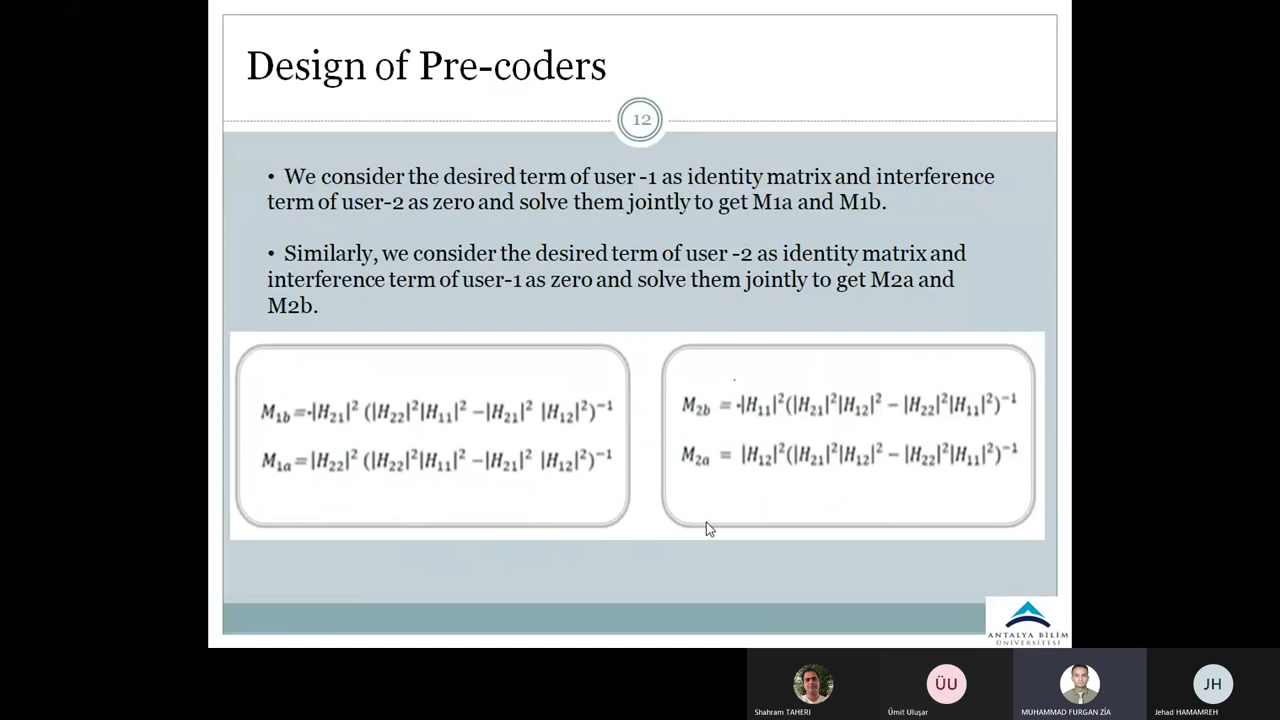 Design of Pre-coders
12
• We consider the desired term of user -1 as identity matrix and interference
term of user-2 as zero and solve them jointly to get M1a and M1b.
• Similarly, we consider the desired term of user -2 as identity matrix and
interference term of user-1 as zero and solve them jointly to get M2a and
M2b.
M₁b =-|H₂₁|² (|H₂₂|²|H₁₁|² −|H₂₁|² |H₁₂|²)⁻¹
M₁ₐ =|H₂₂|² (|H₂₂|²|H₁₁|² −|H₂₁|² |H₁₂|²)⁻¹
M₂b = -|H₁₁|²(|H₂₁|²|H₁₂|² − |H₂₂|²|H₁₁|²)⁻¹
M₂ₐ = |H₁₂|²(|H₂₁|²|H₁₂|² − |H₂₂|²|H₁₁|²)⁻¹
ANTALYA BİLİM
ÜNİVERSİTESİ
ÜU
JH
Shahram TAHERI
Ümit Uluşar
MUHAMMAD FURGAN ZİA
Jehad HAMAMREH